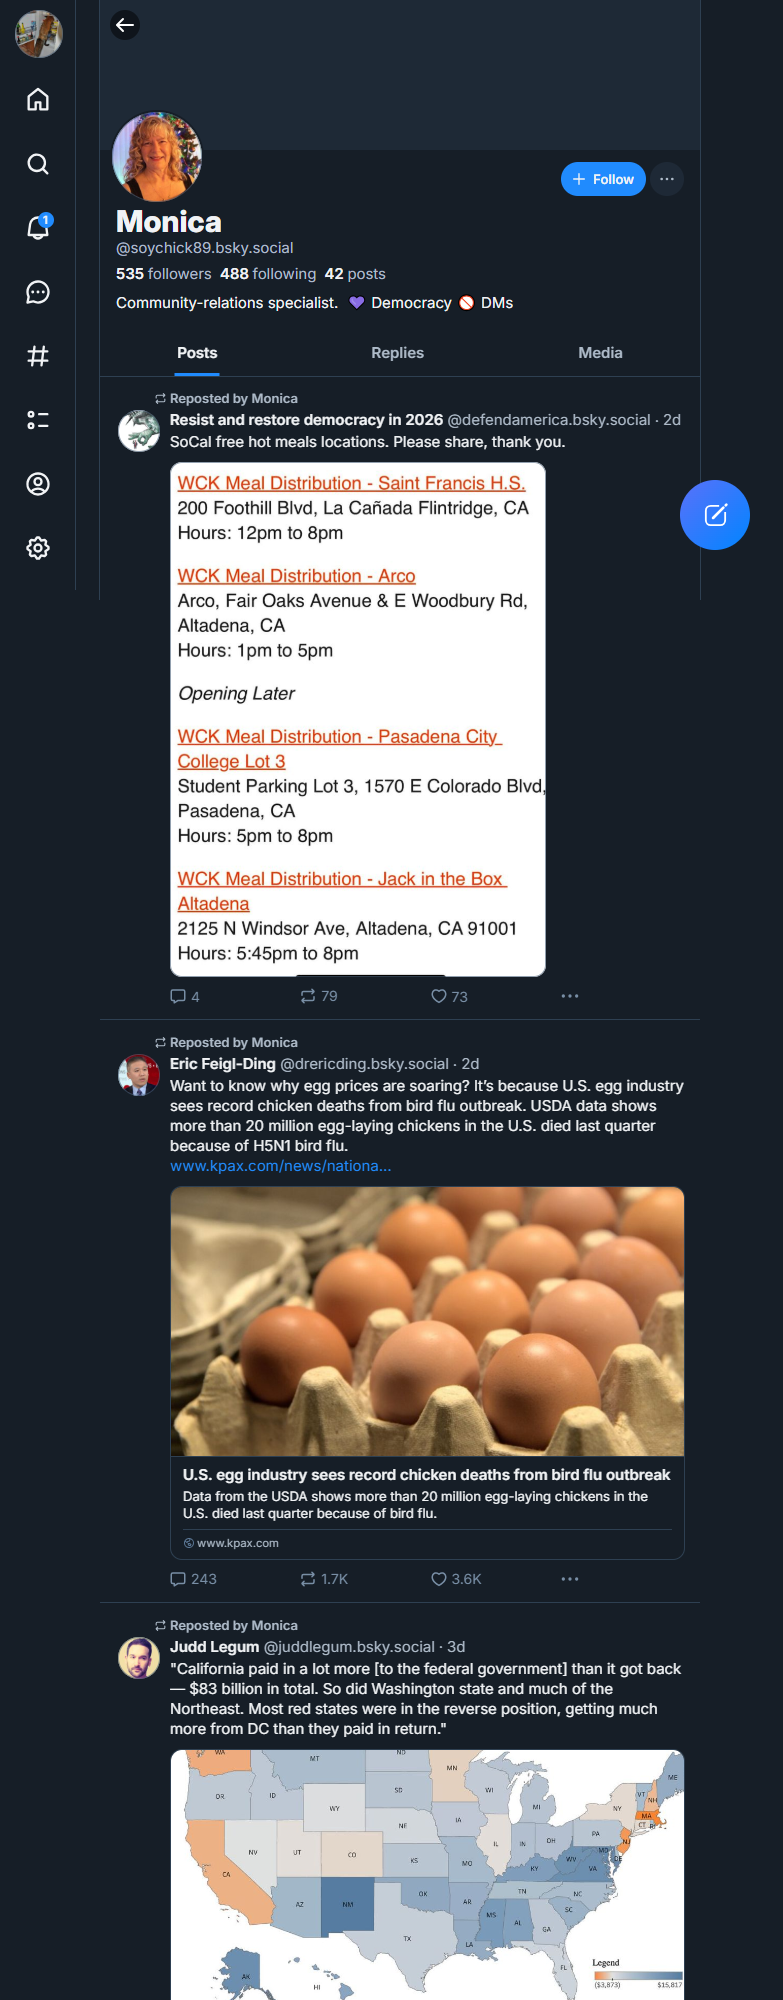 1
Follow
Monica
@soychick89.bsky.social
535 followers 488 following 42 posts
Community-relations specialist. 💜 Democracy 🚫 DMs
Posts Replies Media
Reposted by Monica
Resist and restore democracy in 2026 @defendamerica.bsky.social · 2d
SoCal free hot meals locations. Please share, thank you.
WCK Meal Distribution - Saint Francis H.S.
200 Foothill Blvd, La Cañada Flintridge, CA
Hours: 12pm to 8pm
WCK Meal Distribution - Arco
Arco, Fair Oaks Avenue & E Woodbury Rd,
Altadena, CA
Hours: 1pm to 5pm
Opening Later
WCK Meal Distribution - Pasadena City
College Lot 3
Student Parking Lot 3, 1570 E Colorado Blvd,
Pasadena, CA
Hours: 5pm to 8pm
WCK Meal Distribution - Jack in the Box
Altadena
2125 N Windsor Ave, Altadena, CA 91001
Hours: 5:45pm to 8pm
4 79 73
Reposted by Monica
Eric Feigl-Ding @drericding.bsky.social · 2d
Want to know why egg prices are soaring? It's because U.S. egg industry
sees record chicken deaths from bird flu outbreak. USDA data shows
more than 20 million egg-laying chickens in the U.S. died last quarter
because of H5N1 bird flu.
www.kpax.com/news/nationa...
U.S. egg industry sees record chicken deaths from bird flu outbreak
Data from the USDA shows more than 20 million egg-laying chickens in the
U.S. died last quarter because of bird flu.
www.kpax.com
243 1.7K 3.6K
Reposted by Monica
Judd Legum @juddlegum.bsky.social · 3d
"California paid in a lot more [to the federal government] than it got back
— $83 billion in total. So did Washington state and much of the
Northeast. Most red states were in the reverse position, getting much
more from DC than they paid in return."
WA MT ND MN ME
OR ID SD WI VT NH
WY MI NY MA
NE IA CT RI
NV UT CO IL IN OH PA NJ
CA KS MO WV MD DE
KY VA
AZ NM OK AR TN NC
MS AL GA SC
TX LA
FL
AK HI
Legend
($3,873) $15,817